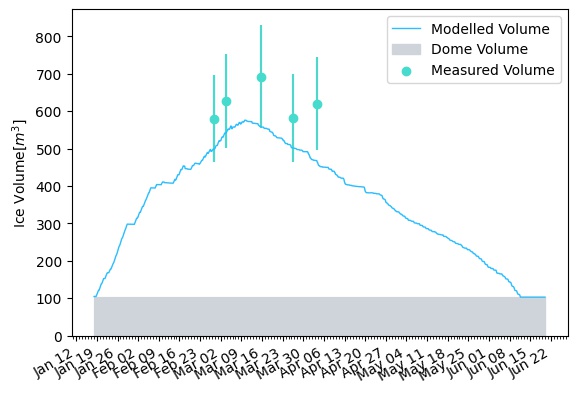 Modelled Volume
Dome Volume
Measured Volume
Ice Volume[m³]
800
700
600
500
400
300
200
100
0
Jan 12
Jan 19
Jan 26
Feb 02
Feb 09
Feb 16
Feb 23
Mar 02
Mar 09
Mar 16
Mar 23
Mar 30
Apr 06
Apr 13
Apr 20
Apr 27
May 04
May 11
May 18
May 25
Jun 01
Jun 08
Jun 15
Jun 22